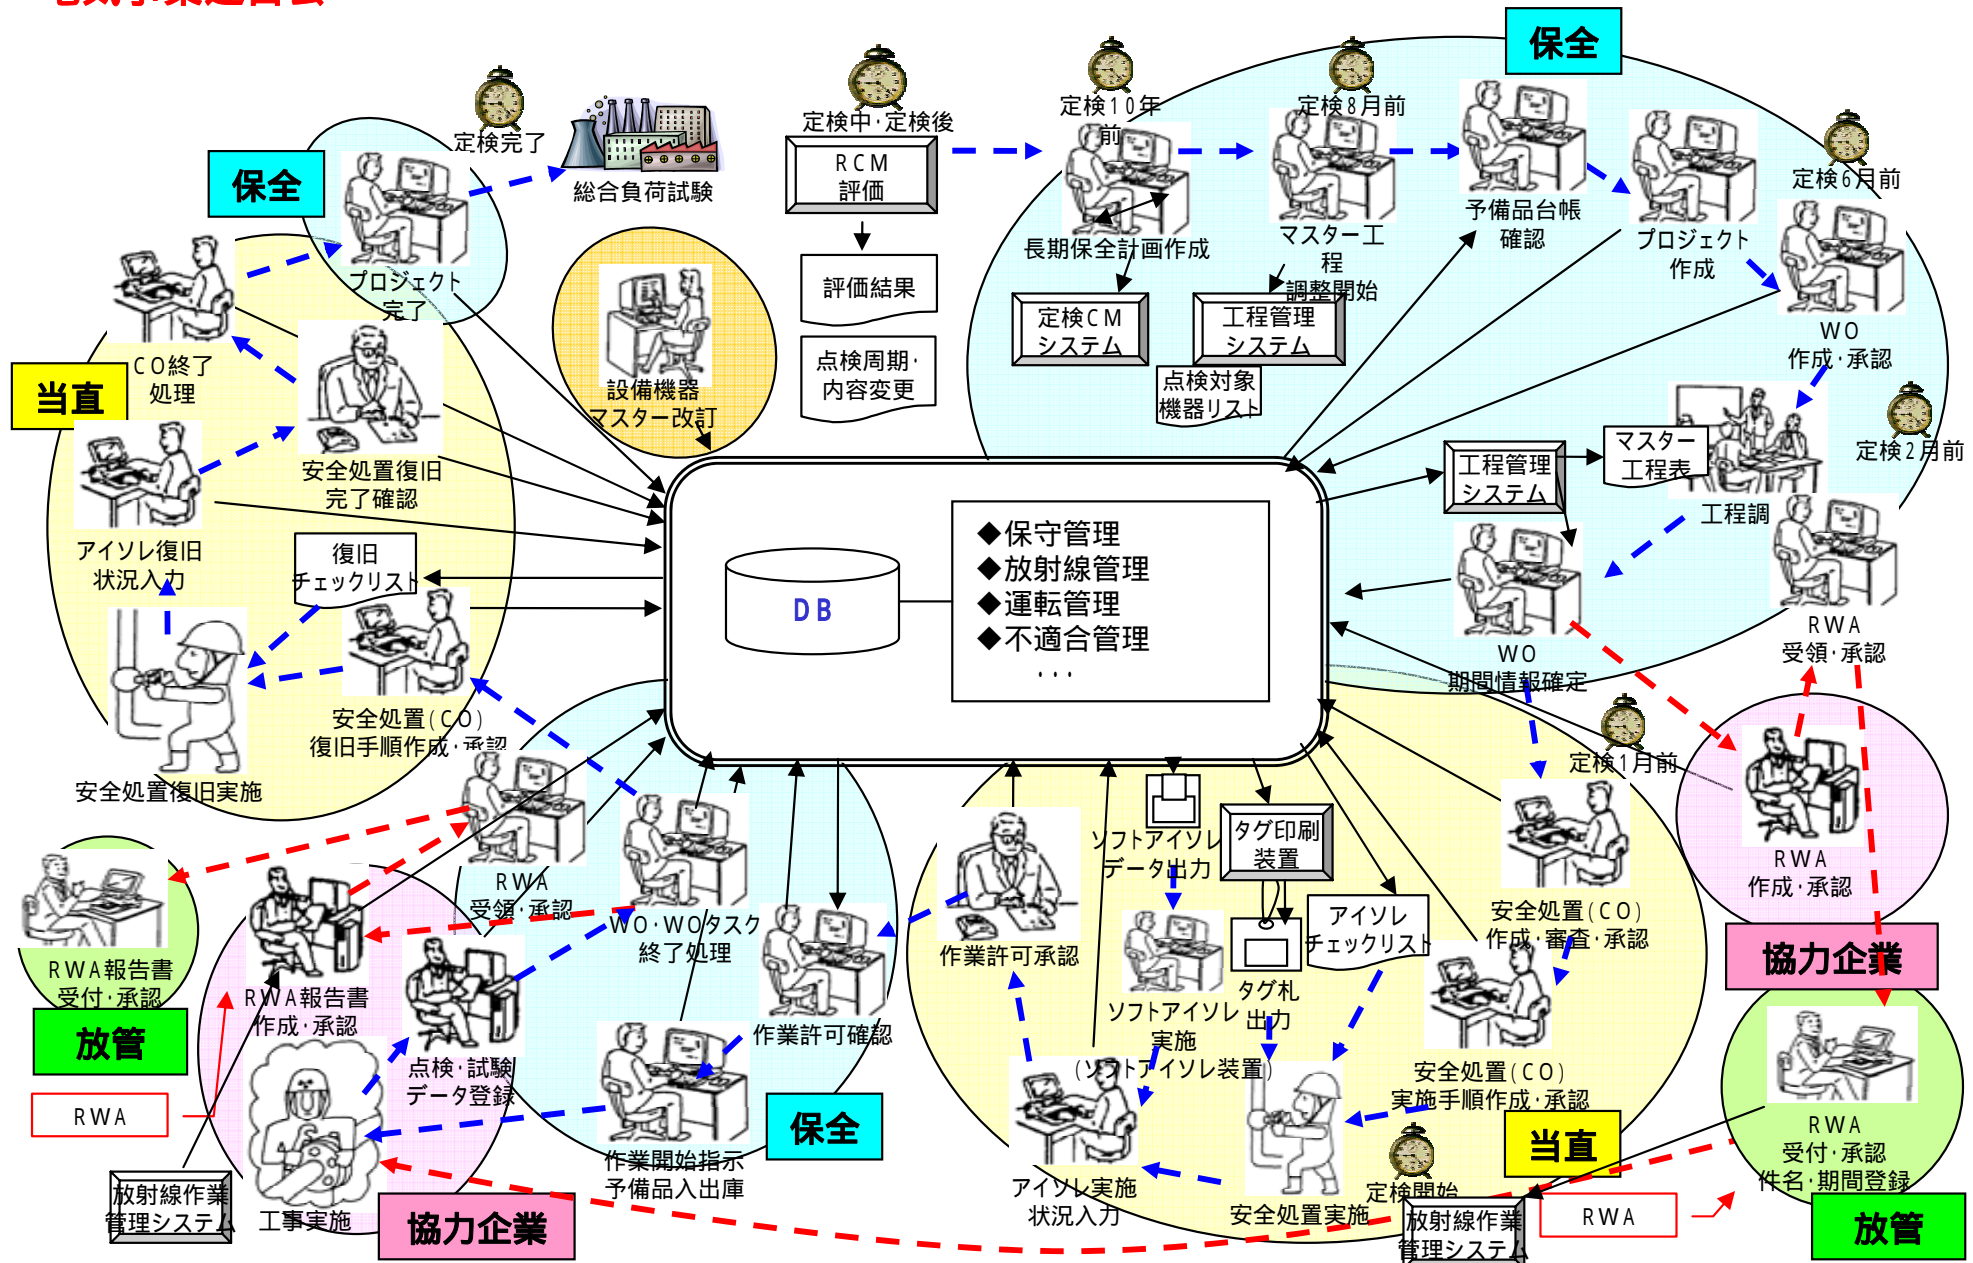 保全
定検完了
総合負荷試験
保全
プロジェクト
完了
定検中・定検後
RCM
評価
評価結果
点検周期・
内容変更
設備機器
マスター改訂
定検10年
前
長期保全計画作成
定検CM
システム
定検8月前
マスター工
程
調整開始
工程管理
システム
点検対象
機器リスト
予備品台帳
確認
プロジェクト
作成
定検6月前
WO
作成・承認
定検2月前
マスター
工程表
工程管理
システム
工程調
WO
期間情報確定
RWA
受領・承認
当直
CO終了
処理
安全処置復旧
完了確認
アイソレ復旧
状況入力
復旧
チェックリスト
安全処置(CO)
復旧手順作成・承認
安全処置復旧実施
DB
◆保守管理
◆放射線管理
◆運転管理
◆不適合管理
・・・
定検1月前
RWA
作成・承認
協力企業
RWA
受領・承認
WO・WOタスク
終了処理
作業許可確認
作業開始指示
予備品入出庫
保全
RWA報告書
受付・承認
放管
RWA
放射線作業
管理システム
RWA報告書
作成・承認
点検・試験
データ登録
工事実施
協力企業
作業許可承認
ソフトアイソレ
データ出力
タグ印刷
装置
アイソレ
チェックリスト
タグ札
出力
ソフトアイソレ
実施
(ソフトアイソレ装置)
安全処置(CO)
作成・審査・承認
安全処置(CO)
実施手順作成・承認
アイソレ実施
状況入力
安全処置実施
定検開始
当直
放射線作業
管理システム
RWA
RWA
受付・承認
件名・期間登録
放管